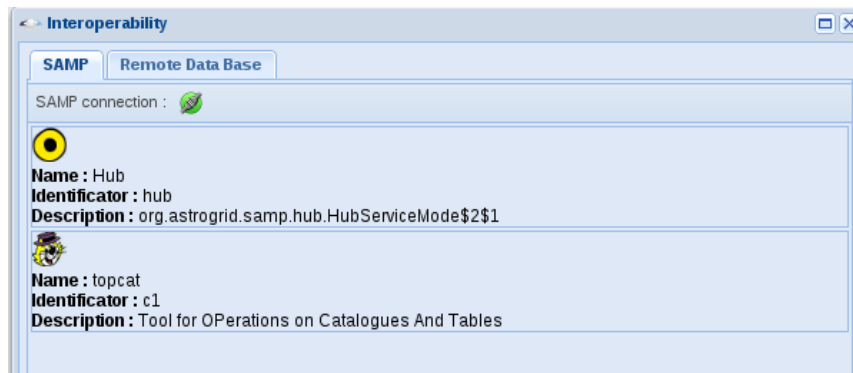 Interoperability
SAMP Remote Data Base
SAMP connection :
Name : Hub
Identificator : hub
Description : org.astrogrid.samp.hub.HubServiceMode$2$1
Name : topcat
Identificator : c1
Description : Tool for OPerations on Catalogues And Tables